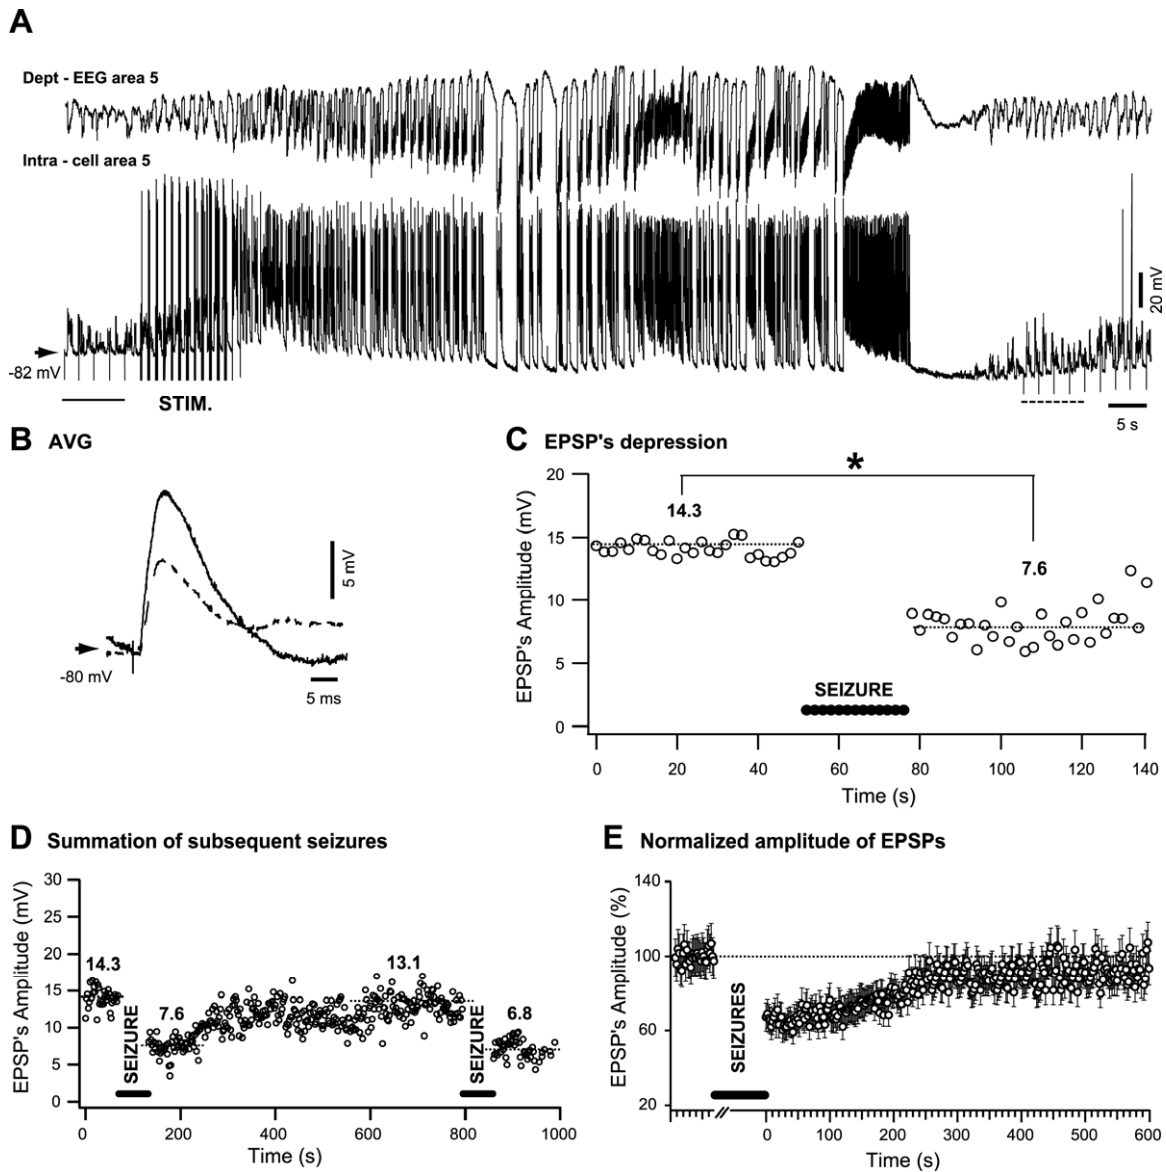 A
Dept - EEG area 5
Intra - cell area 5
20 mV
-82 mV
STIM.
5 s
B AVG
5 mV
-80 mV
5 ms
C EPSP's depression
*
EPSP's Amplitude (mV)
20
15
10
5
0
14.3
7.6
SEIZURE
0 20 40 60 80 100 120 140
Time (s)
D Summation of subsequent seizures
EPSP's Amplitude (mV)
30
25
20
15
10
5
0
14.3
7.6
13.1
6.8
SEIZURE
SEIZURE
0 200 400 600 800 1000
Time (s)
E Normalized amplitude of EPSPs
EPSP's Amplitude (%)
140
100
60
20
SEIZURES
0 100 200 300 400 500 600
Time (s)